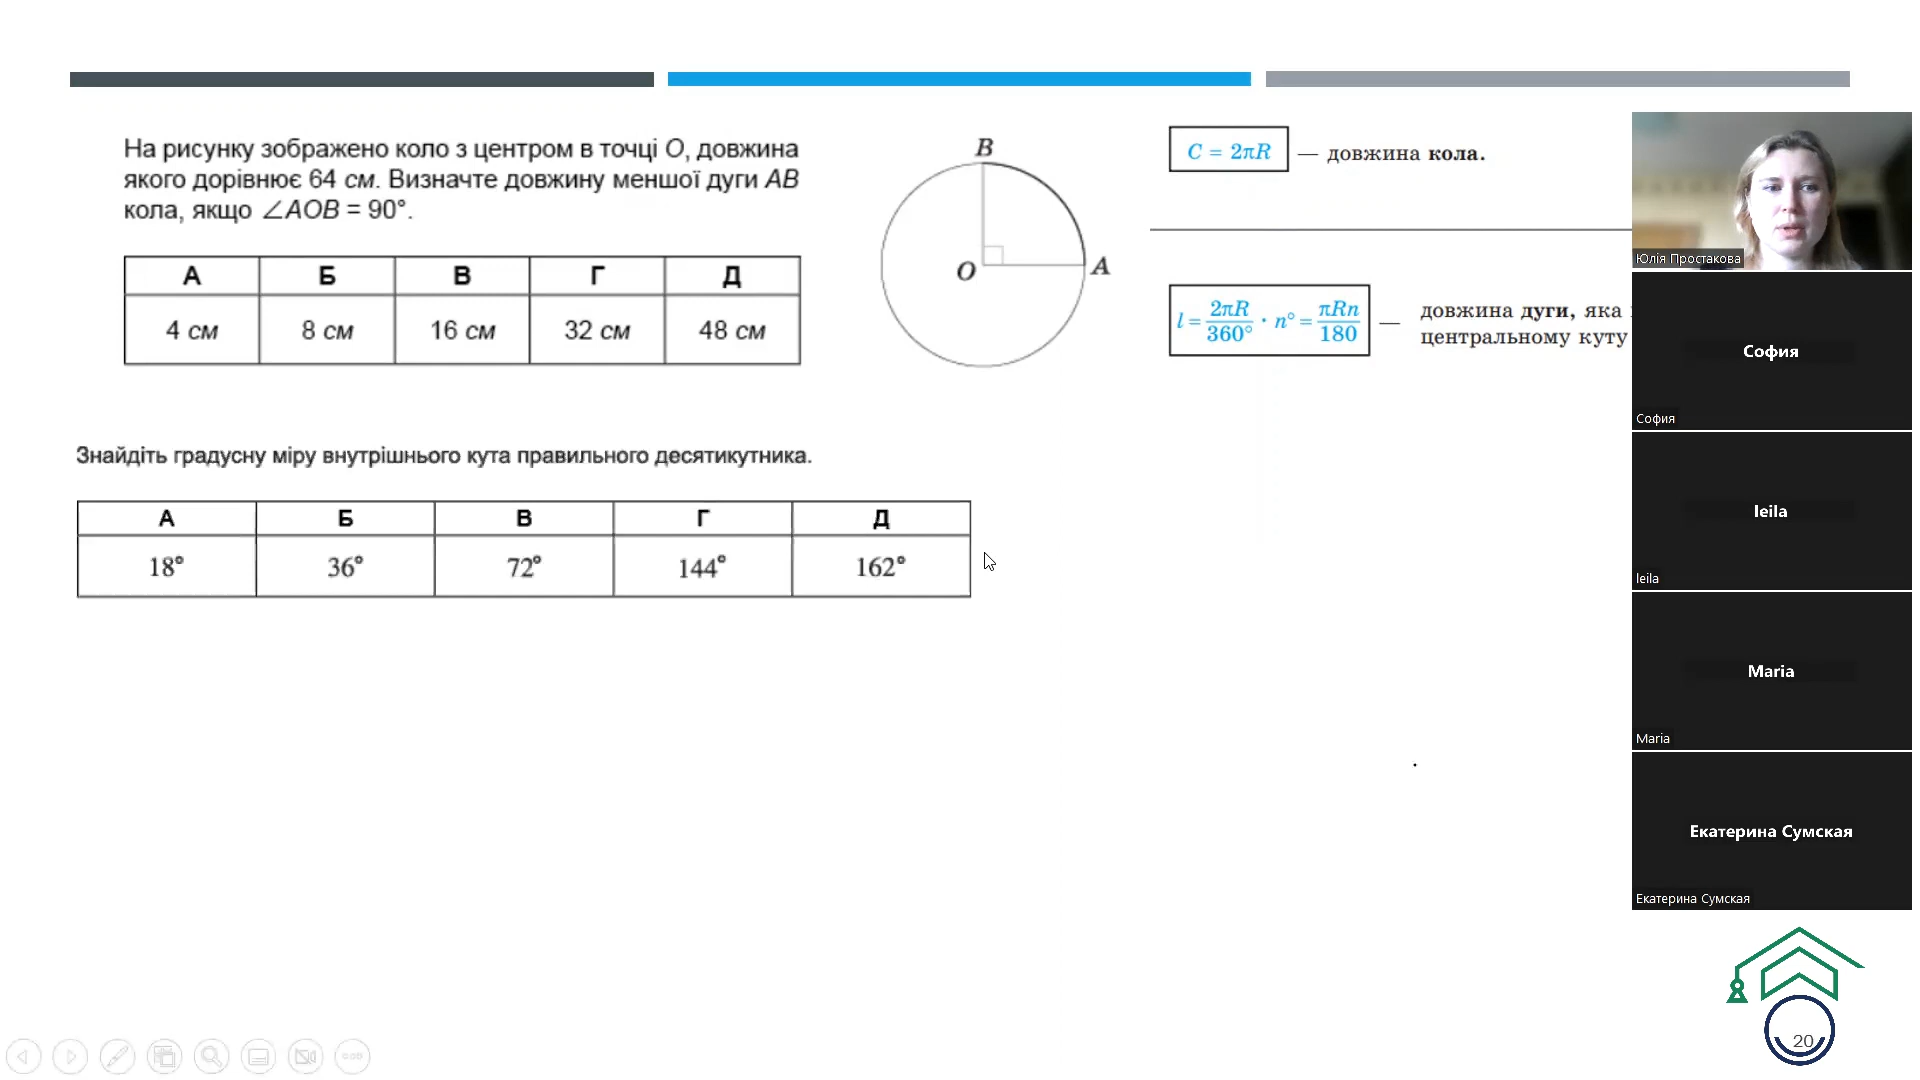 На рисунку зображено коло з центром в точці O, довжина
якого дорівнює 64 см. Визначте довжину меншої дуги AB
кола, якщо ∠AOB = 90°.
А Б В Г Д
4 см 8 см 16 см 32 см 48 см
B
O
A
C = 2πR — довжина кола.
l = 2πR/360° · n° = πRn/180 — довжина дуги, яка
центральному куту
Знайдіть градусну міру внутрішнього кута правильного десятикутника.
А Б В Г Д
18° 36° 72° 144° 162°
Юлія Простакова
София
София
leila
leila
Maria
Maria
Екатерина Сумская
Екатерина Сумская
20